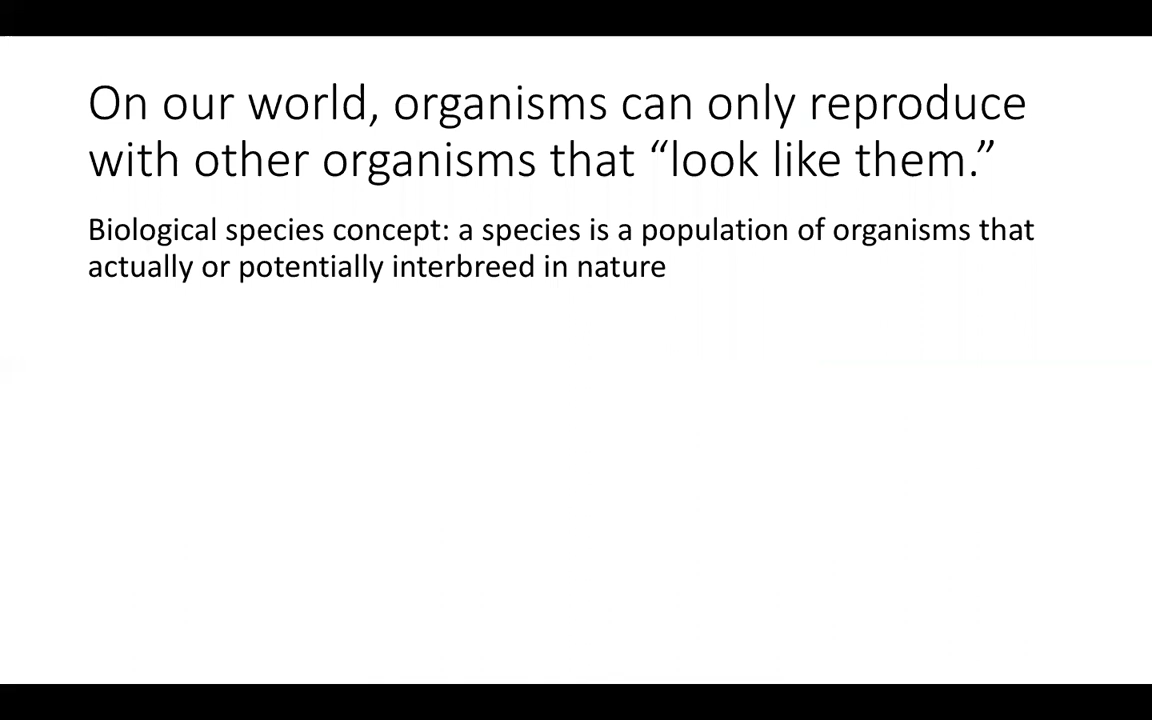 On our world, organisms can only reproduce
with other organisms that “look like them.”
Biological species concept: a species is a population of organisms that
actually or potentially interbreed in nature